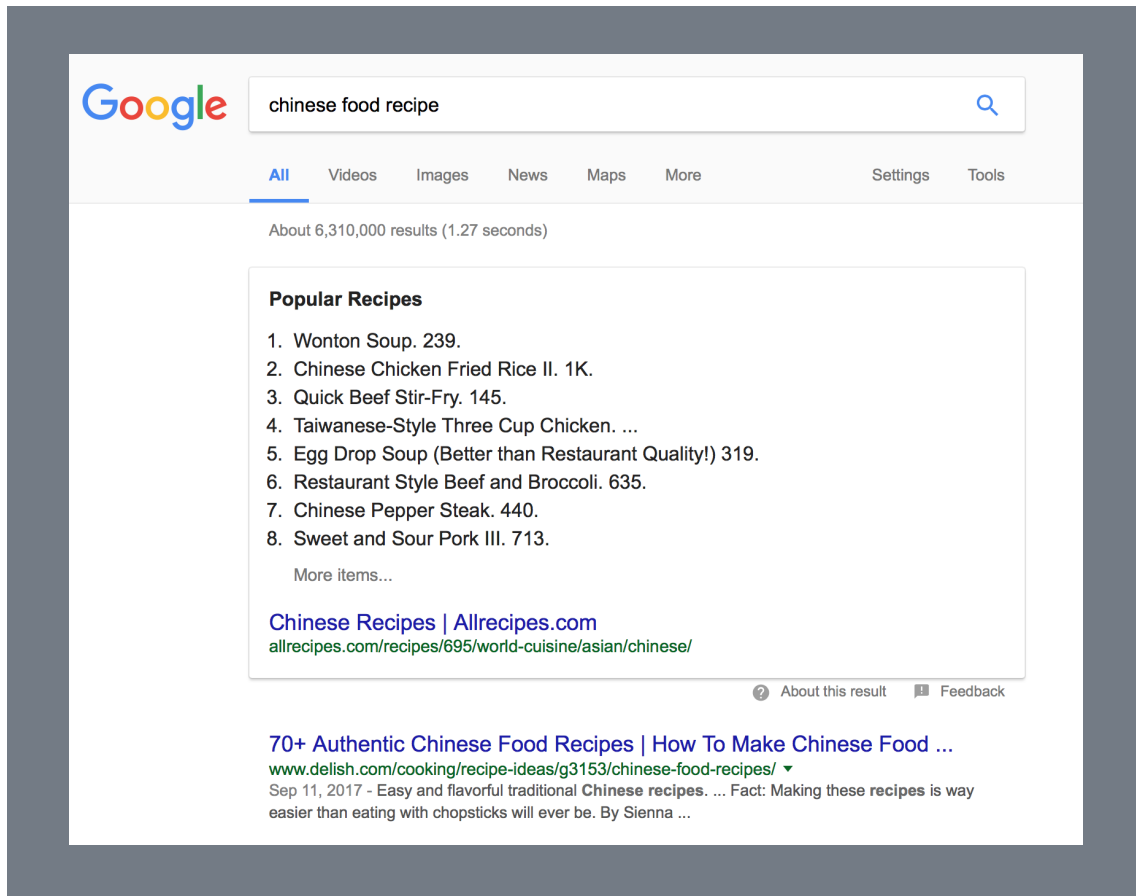 Google
chinese food recipe
All Videos Images News Maps More Settings Tools
About 6,310,000 results (1.27 seconds)
Popular Recipes
1. Wonton Soup. 239.
2. Chinese Chicken Fried Rice II. 1K.
3. Quick Beef Stir-Fry. 145.
4. Taiwanese-Style Three Cup Chicken. ...
5. Egg Drop Soup (Better than Restaurant Quality!) 319.
6. Restaurant Style Beef and Broccoli. 635.
7. Chinese Pepper Steak. 440.
8. Sweet and Sour Pork III. 713.
More items...
Chinese Recipes | Allrecipes.com
allrecipes.com/recipes/695/world-cuisine/asian/chinese/
About this result Feedback
70+ Authentic Chinese Food Recipes | How To Make Chinese Food ...
www.delish.com/cooking/recipe-ideas/g3153/chinese-food-recipes/
Sep 11, 2017 - Easy and flavorful traditional Chinese recipes. ... Fact: Making these recipes is way
easier than eating with chopsticks will ever be. By Sienna ...